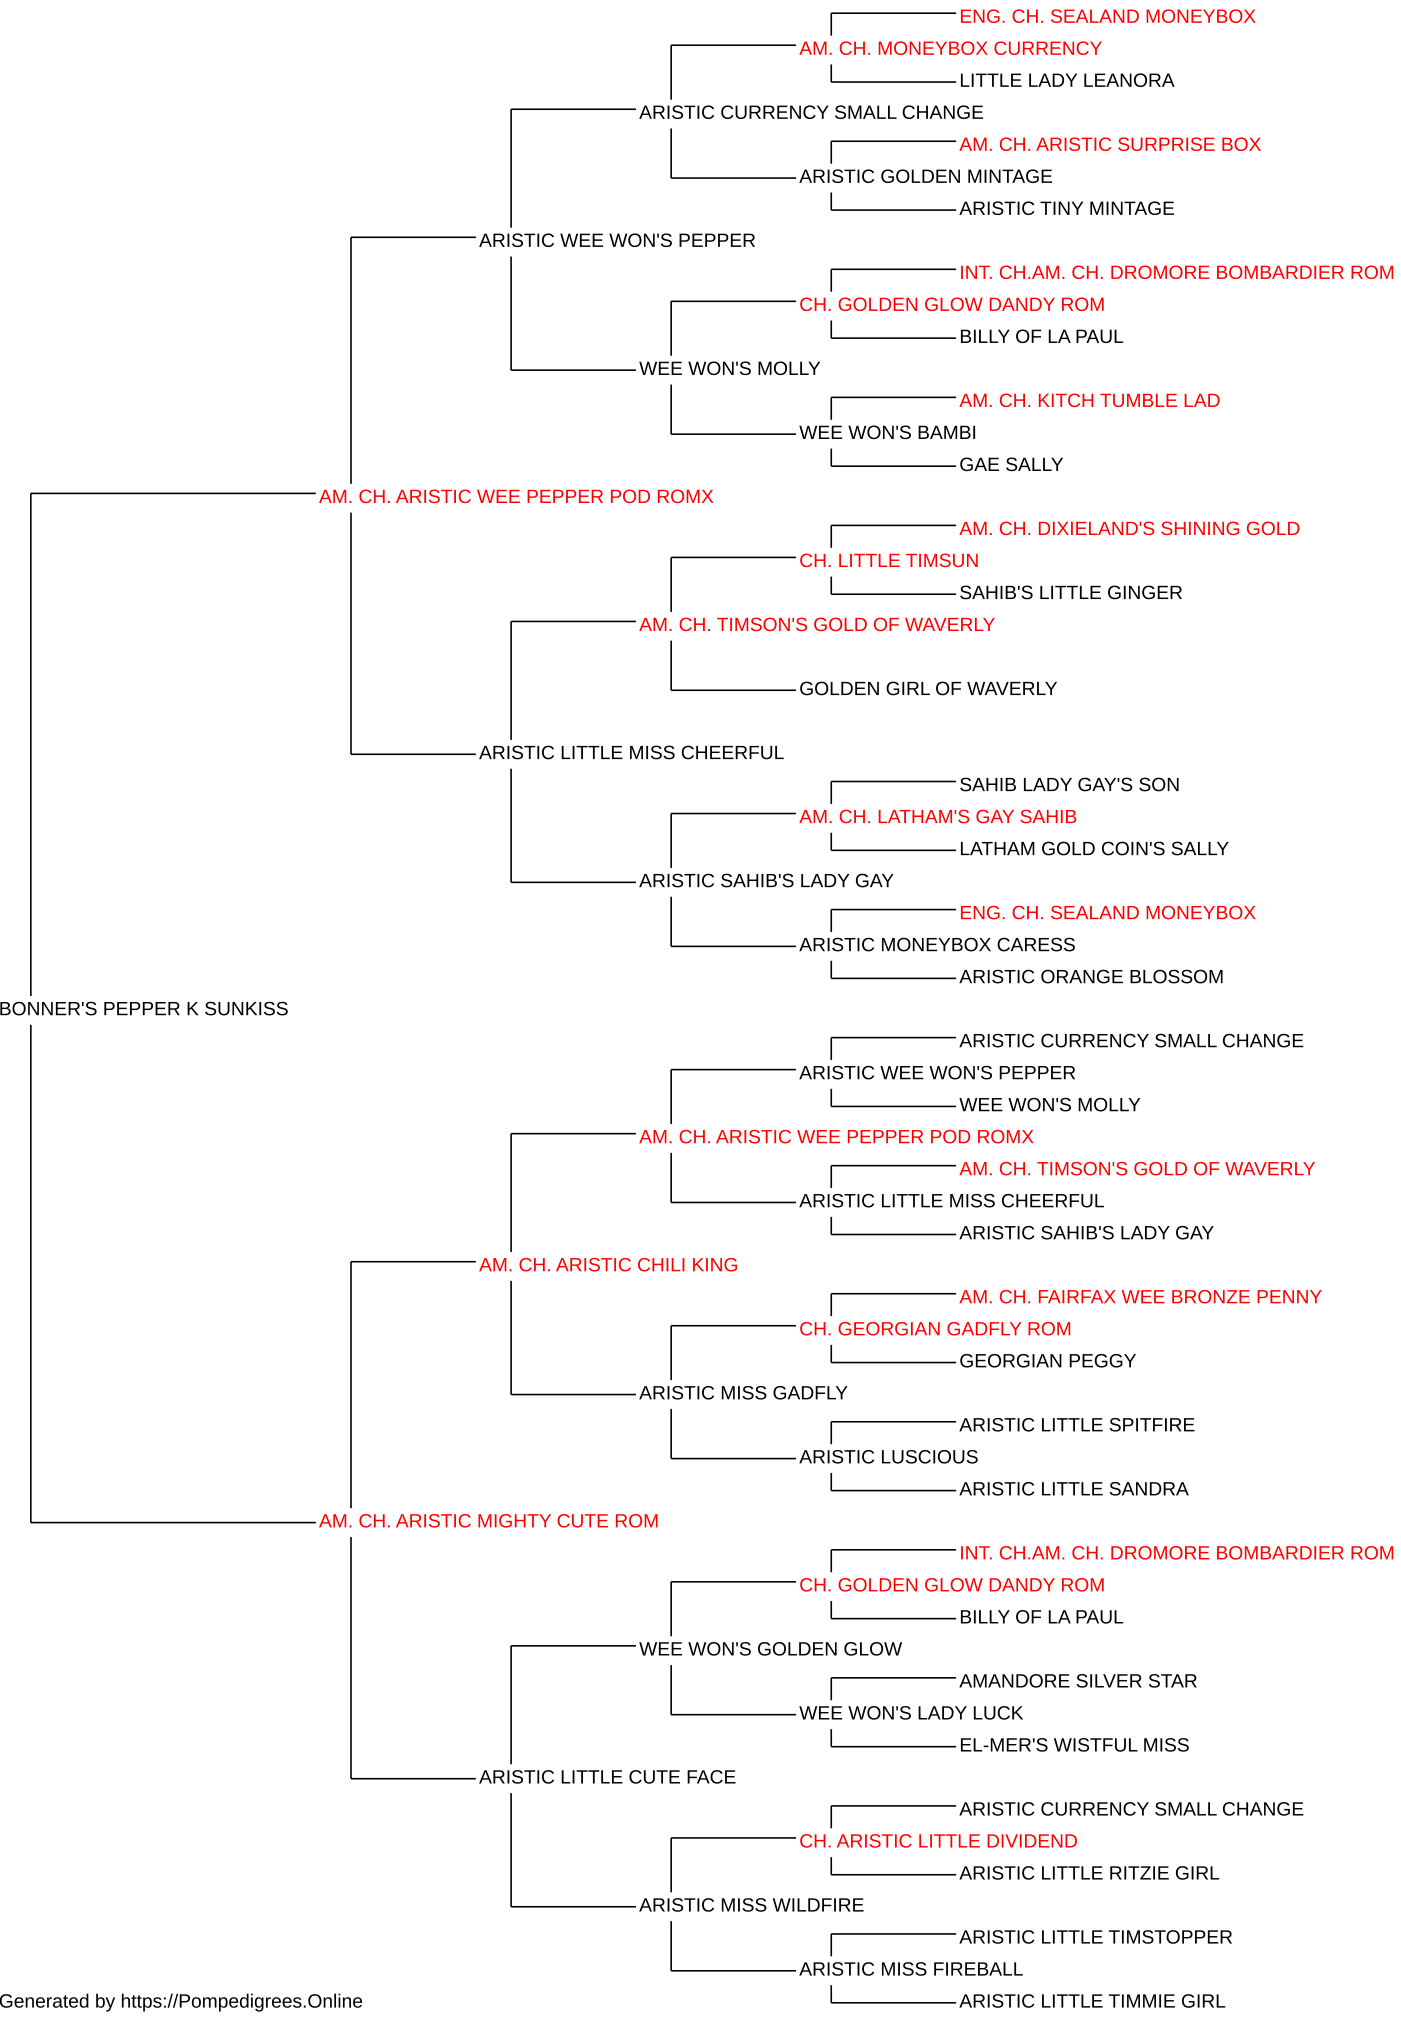 ENG. CH. SEALAND MONEYBOX
AM. CH. MONEYBOX CURRENCY
LITTLE LADY LEANORA
ARISTIC CURRENCY SMALL CHANGE
AM. CH. ARISTIC SURPRISE BOX
ARISTIC GOLDEN MINTAGE
ARISTIC TINY MINTAGE
ARISTIC WEE WON'S PEPPER
INT. CH.AM. CH. DROMORE BOMBARDIER ROM
CH. GOLDEN GLOW DANDY ROM
BILLY OF LA PAUL
WEE WON'S MOLLY
AM. CH. KITCH TUMBLE LAD
WEE WON'S BAMBI
GAE SALLY
AM. CH. ARISTIC WEE PEPPER POD ROMX
AM. CH. DIXIELAND'S SHINING GOLD
CH. LITTLE TIMSUN
SAHIB'S LITTLE GINGER
AM. CH. TIMSON'S GOLD OF WAVERLY
GOLDEN GIRL OF WAVERLY
ARISTIC LITTLE MISS CHEERFUL
SAHIB LADY GAY'S SON
AM. CH. LATHAM'S GAY SAHIB
LATHAM GOLD COIN'S SALLY
ARISTIC SAHIB'S LADY GAY
ENG. CH. SEALAND MONEYBOX
ARISTIC MONEYBOX CARESS
ARISTIC ORANGE BLOSSOM
BONNER'S PEPPER K SUNKISS
ARISTIC CURRENCY SMALL CHANGE
ARISTIC WEE WON'S PEPPER
WEE WON'S MOLLY
AM. CH. ARISTIC WEE PEPPER POD ROMX
AM. CH. TIMSON'S GOLD OF WAVERLY
ARISTIC LITTLE MISS CHEERFUL
ARISTIC SAHIB'S LADY GAY
AM. CH. ARISTIC CHILI KING
AM. CH. FAIRFAX WEE BRONZE PENNY
CH. GEORGIAN GADFLY ROM
GEORGIAN PEGGY
ARISTIC MISS GADFLY
ARISTIC LITTLE SPITFIRE
ARISTIC LUSCIOUS
ARISTIC LITTLE SANDRA
AM. CH. ARISTIC MIGHTY CUTE ROM
INT. CH.AM. CH. DROMORE BOMBARDIER ROM
CH. GOLDEN GLOW DANDY ROM
BILLY OF LA PAUL
WEE WON'S GOLDEN GLOW
AMANDORE SILVER STAR
WEE WON'S LADY LUCK
EL-MER'S WISTFUL MISS
ARISTIC LITTLE CUTE FACE
ARISTIC CURRENCY SMALL CHANGE
CH. ARISTIC LITTLE DIVIDEND
ARISTIC LITTLE RITZIE GIRL
ARISTIC MISS WILDFIRE
ARISTIC LITTLE TIMSTOPPER
ARISTIC MISS FIREBALL
ARISTIC LITTLE TIMMIE GIRL
Generated by https://Pompedigrees.Online